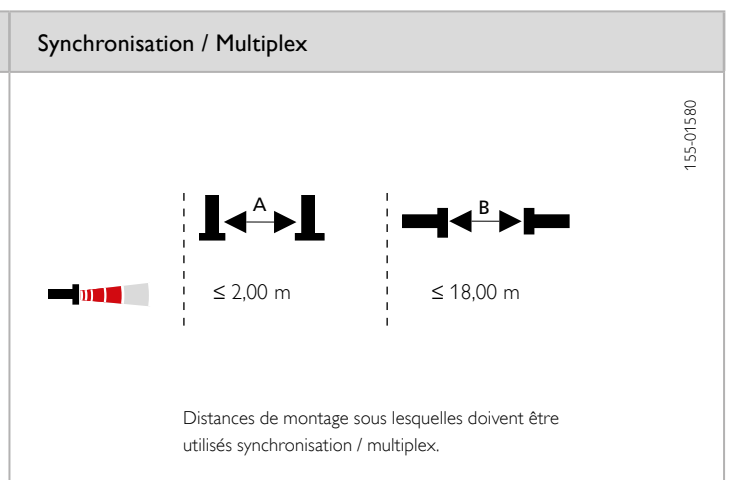 Synchronisation / Multiplex
155-01580
A
B
≤ 2,00 m
≤ 18,00 m
Distances de montage sous lesquelles doivent être
utilisés synchronisation / multiplex.